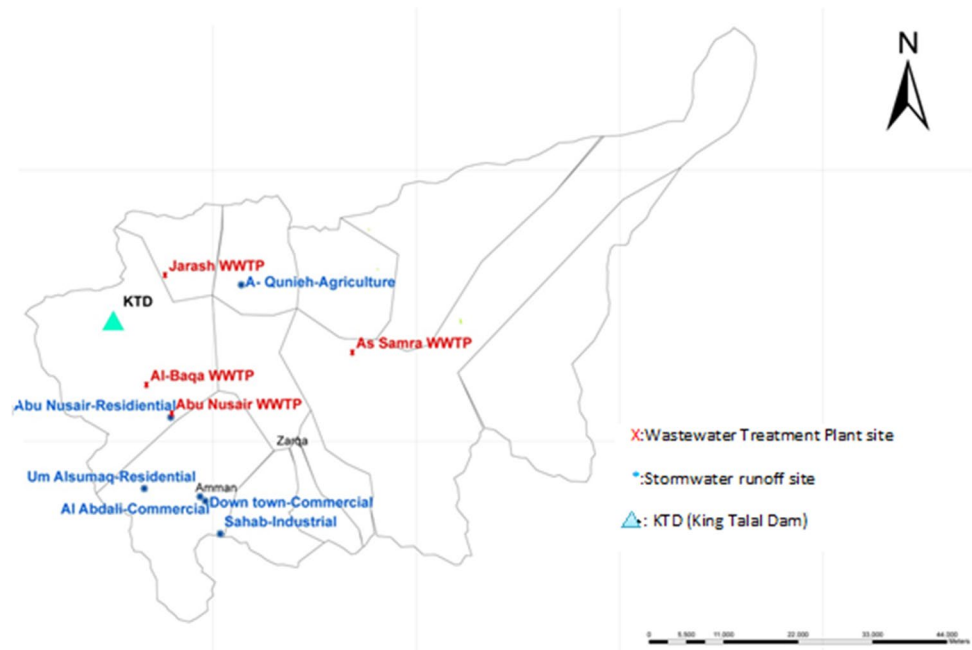 N
Jarash WWTP
A- Qunieh-Agriculture
KTD
As Samra WWTP
Al-Baqa WWTP
Abu Nusair-Residiential
Abu Nusair WWTP
Zarqa
X:Wastewater Treatment Plant site
Um Alsumaq-Residential
:Stormwater runoff site
Amman
Al Abdali-Commercial
Down town-Commercial
Sahab-Industrial
: KTD (King Talal Dam)
0 5,500 11,000 22,000 33,000 44,000
Meters